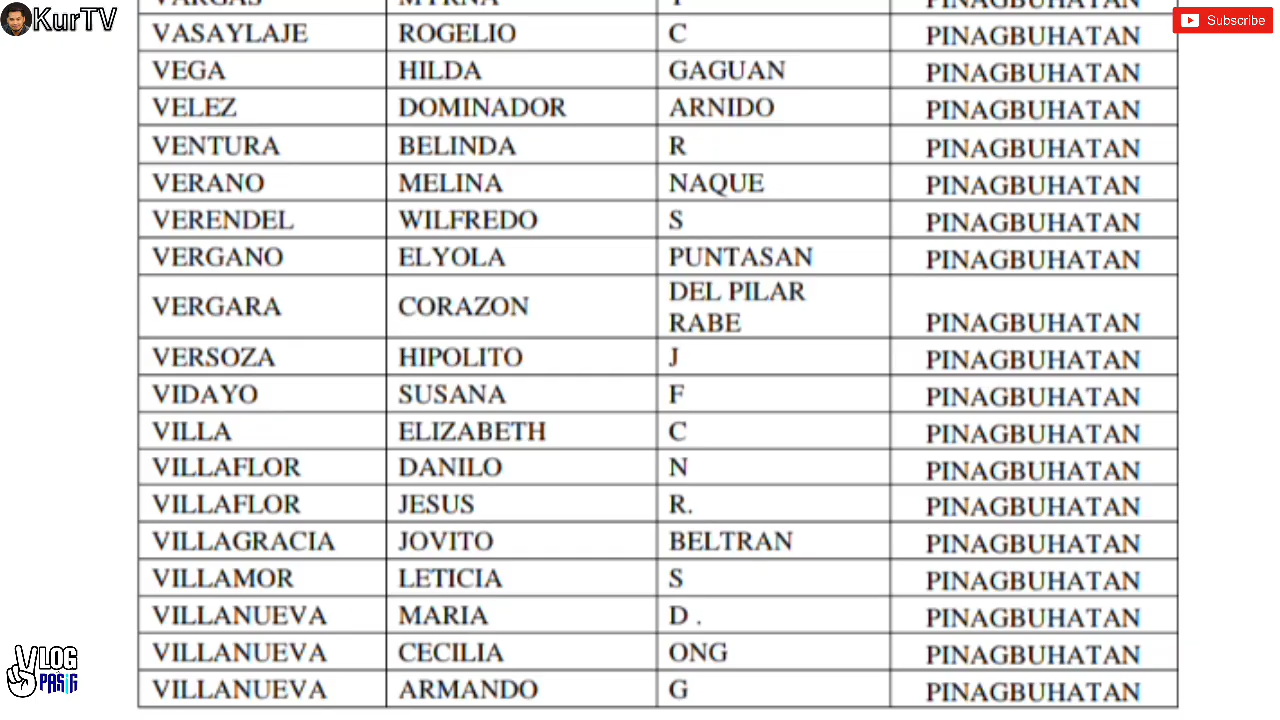 KurTV
Subscribe
VARGAS MYRNA PINAGBUHATAN
VASAYLAJE ROGELIO C PINAGBUHATAN
VEGA HILDA GAGUAN PINAGBUHATAN
VELEZ DOMINADOR ARNIDO PINAGBUHATAN
VENTURA BELINDA R PINAGBUHATAN
VERANO MELINA NAQUE PINAGBUHATAN
VERENDEL WILFREDO S PINAGBUHATAN
VERGANO ELYOLA PUNTASAN PINAGBUHATAN
VERGARA CORAZON DEL PILAR
RABE PINAGBUHATAN
VERSOZA HIPOLITO J PINAGBUHATAN
VIDAYO SUSANA F PINAGBUHATAN
VILLA ELIZABETH C PINAGBUHATAN
VILLAFLOR DANILO N PINAGBUHATAN
VILLAFLOR JESUS R. PINAGBUHATAN
VILLAGRACIA JOVITO BELTRAN PINAGBUHATAN
VILLAMOR LETICIA S PINAGBUHATAN
VILLANUEVA MARIA D . PINAGBUHATAN
VILLANUEVA CECILIA ONG PINAGBUHATAN
VILLANUEVA ARMANDO G PINAGBUHATAN
VLOG
PASIG